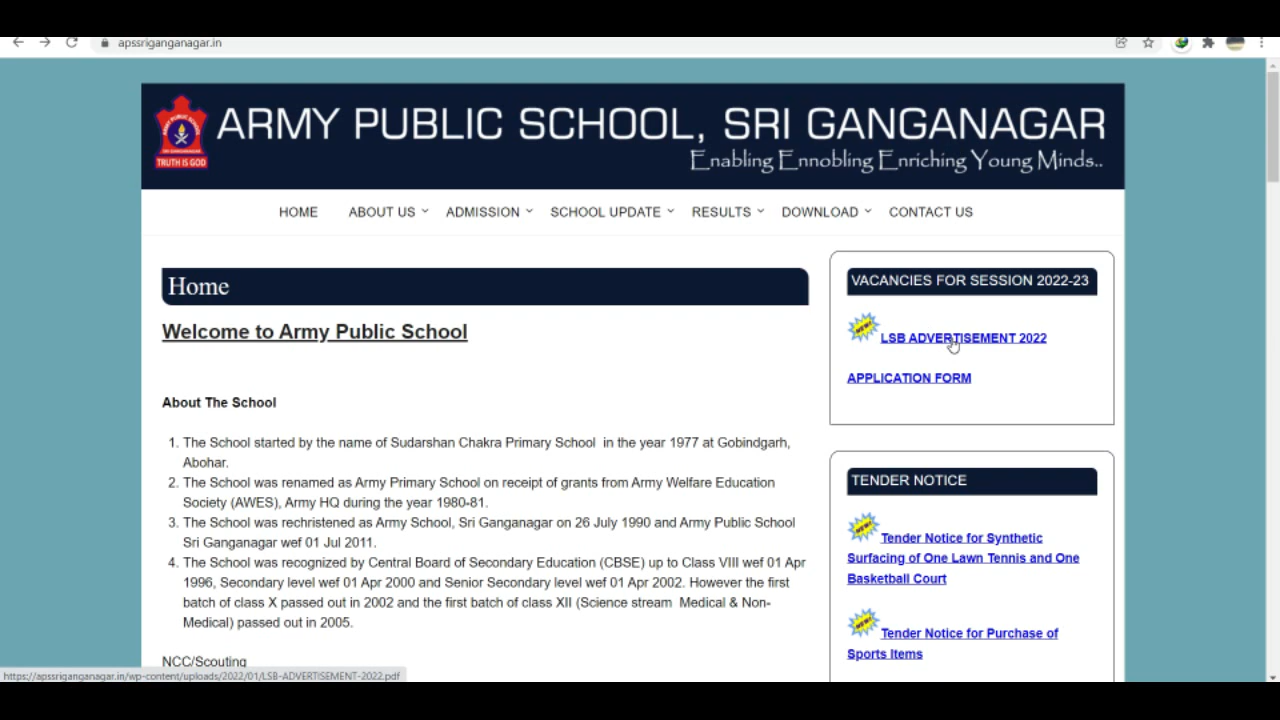 apssriganganagar.in
ARMY PUBLIC SCHOOL, SRI GANGANAGAR
Enabling Ennobling Enriching Young Minds..
TRUTH IS GOD
HOME ABOUT US ADMISSION SCHOOL UPDATE RESULTS DOWNLOAD CONTACT US
Home
Welcome to Army Public School
About The School
1. The School started by the name of Sudarshan Chakra Primary School in the year 1977 at Gobindgarh,
Abohar.
2. The School was renamed as Army Primary School on receipt of grants from Army Welfare Education
Society (AWES), Army HQ during the year 1980-81.
3. The School was rechristened as Army School, Sri Ganganagar on 26 July 1990 and Army Public School
Sri Ganganagar wef 01 Jul 2011.
4. The School was recognized by Central Board of Secondary Education (CBSE) up to Class VIII wef 01 Apr
1996, Secondary level wef 01 Apr 2000 and Senior Secondary level wef 01 Apr 2002. However the first
batch of class X passed out in 2002 and the first batch of class XII (Science stream Medical & Non-
Medical) passed out in 2005.
NCC/Scouting
VACANCIES FOR SESSION 2022-23
NEW! LSB ADVERTISEMENT 2022
APPLICATION FORM
TENDER NOTICE
NEW! Tender Notice for Synthetic
Surfacing of One Lawn Tennis and One
Basketball Court
NEW! Tender Notice for Purchase of
Sports Items
https://apssriganganagar.in/wp-content/uploads/2022/01/LSB-ADVERTISEMENT-2022.pdf